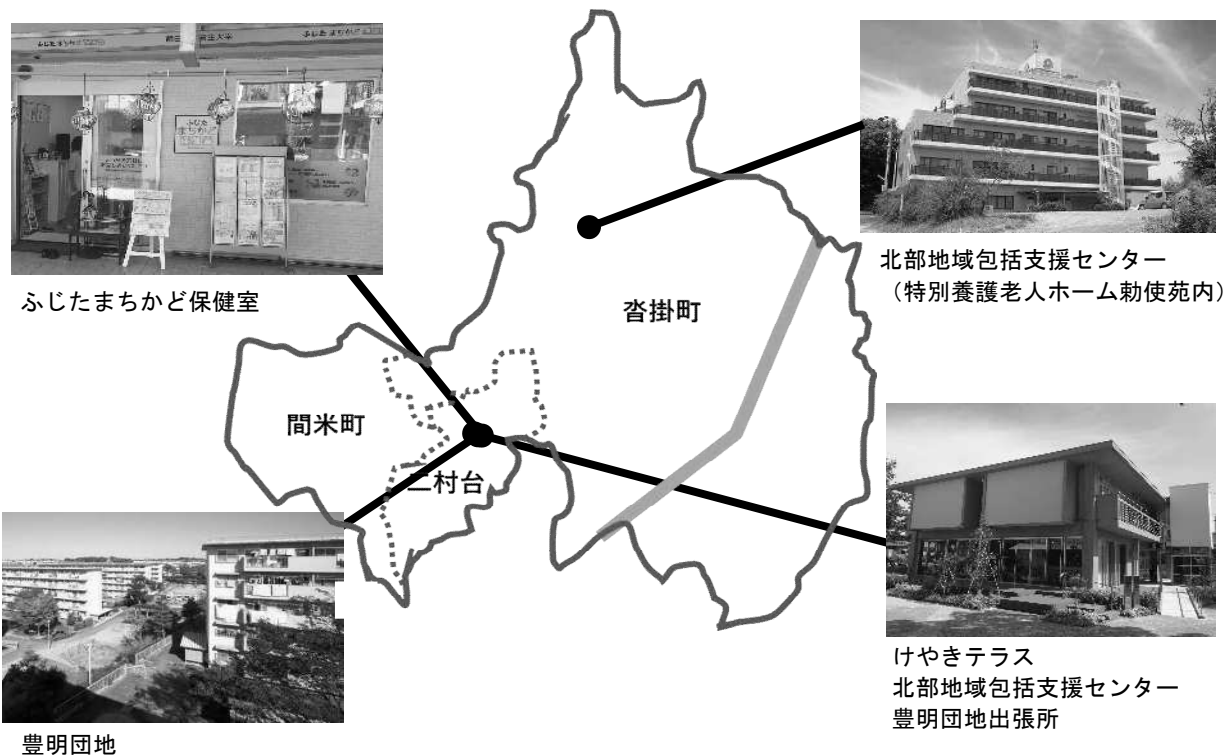 ふじたまちかど保健室
北部地域包括支援センター
（特別養護老人ホーム勅使苑内）
沓掛町
間米町
二村台
けやきテラス
北部地域包括支援センター
豊明団地出張所
豊明団地